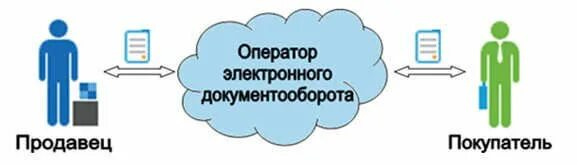 Оператор
электронного
документооборота
Продавец
Покупатель